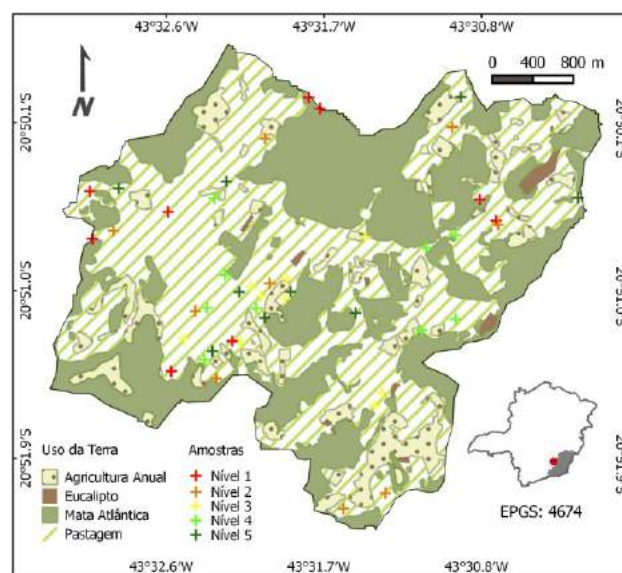 43°32.6'
43°31.7'
43°30.8'
0 400 800 m
N
20°50.1'S
20°50.1'S
20°51.0'S
20°51.0'S
20°51.9'S
20°51.9'S
Uso da Terra
Agricultura Anual
Eucalipto
Mata Atlântica
Pastagem
Amostras
Nível 1
Nível 2
Nível 3
Nível 4
Nível 5
EPGS: 4674
43°32.6'
43°31.7'
43°30.8'